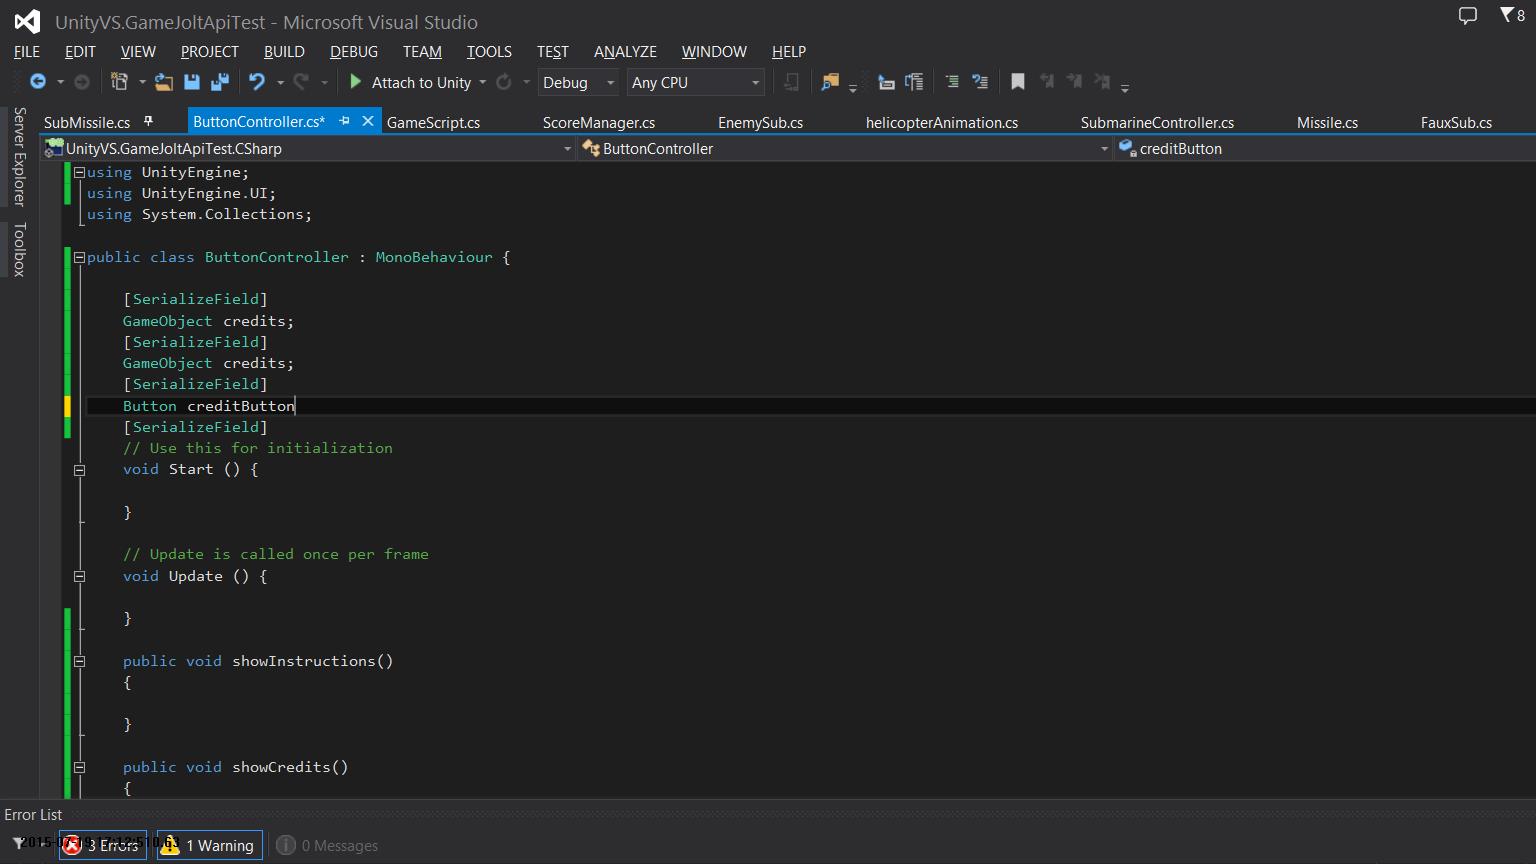 UnityVS.GameJoltApiTest - Microsoft Visual Studio
8
FILE EDIT VIEW PROJECT BUILD DEBUG TEAM TOOLS TEST ANALYZE WINDOW HELP
Attach to Unity Debug Any CPU
SubMissile.cs ButtonController.cs* GameScript.cs ScoreManager.cs EnemySub.cs helicopterAnimation.cs SubmarineController.cs Missile.cs FauxSub.cs
UnityVS.GameJoltApiTest.CSharp ButtonController creditButton
Server Explorer
Toolbox
using UnityEngine;
using UnityEngine.UI;
using System.Collections;
public class ButtonController : MonoBehaviour {
[SerializeField]
GameObject credits;
[SerializeField]
GameObject credits;
[SerializeField]
Button creditButton
[SerializeField]
// Use this for initialization
void Start () {
}
// Update is called once per frame
void Update () {
}
public void showInstructions()
{
}
public void showCredits()
{
Error List
3 Errors 1 Warning 0 Messages